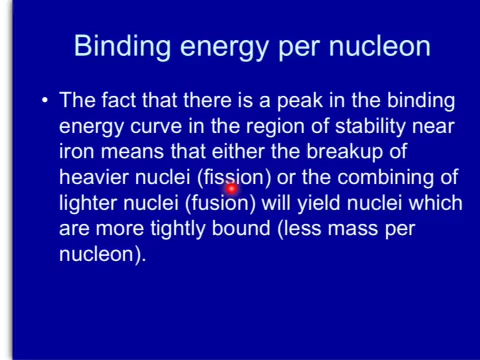 Binding energy per nucleon
• The fact that there is a peak in the binding
energy curve in the region of stability near
iron means that either the breakup of
heavier nuclei (fission) or the combining of
lighter nuclei (fusion) will yield nuclei which
are more tightly bound (less mass per
nucleon).